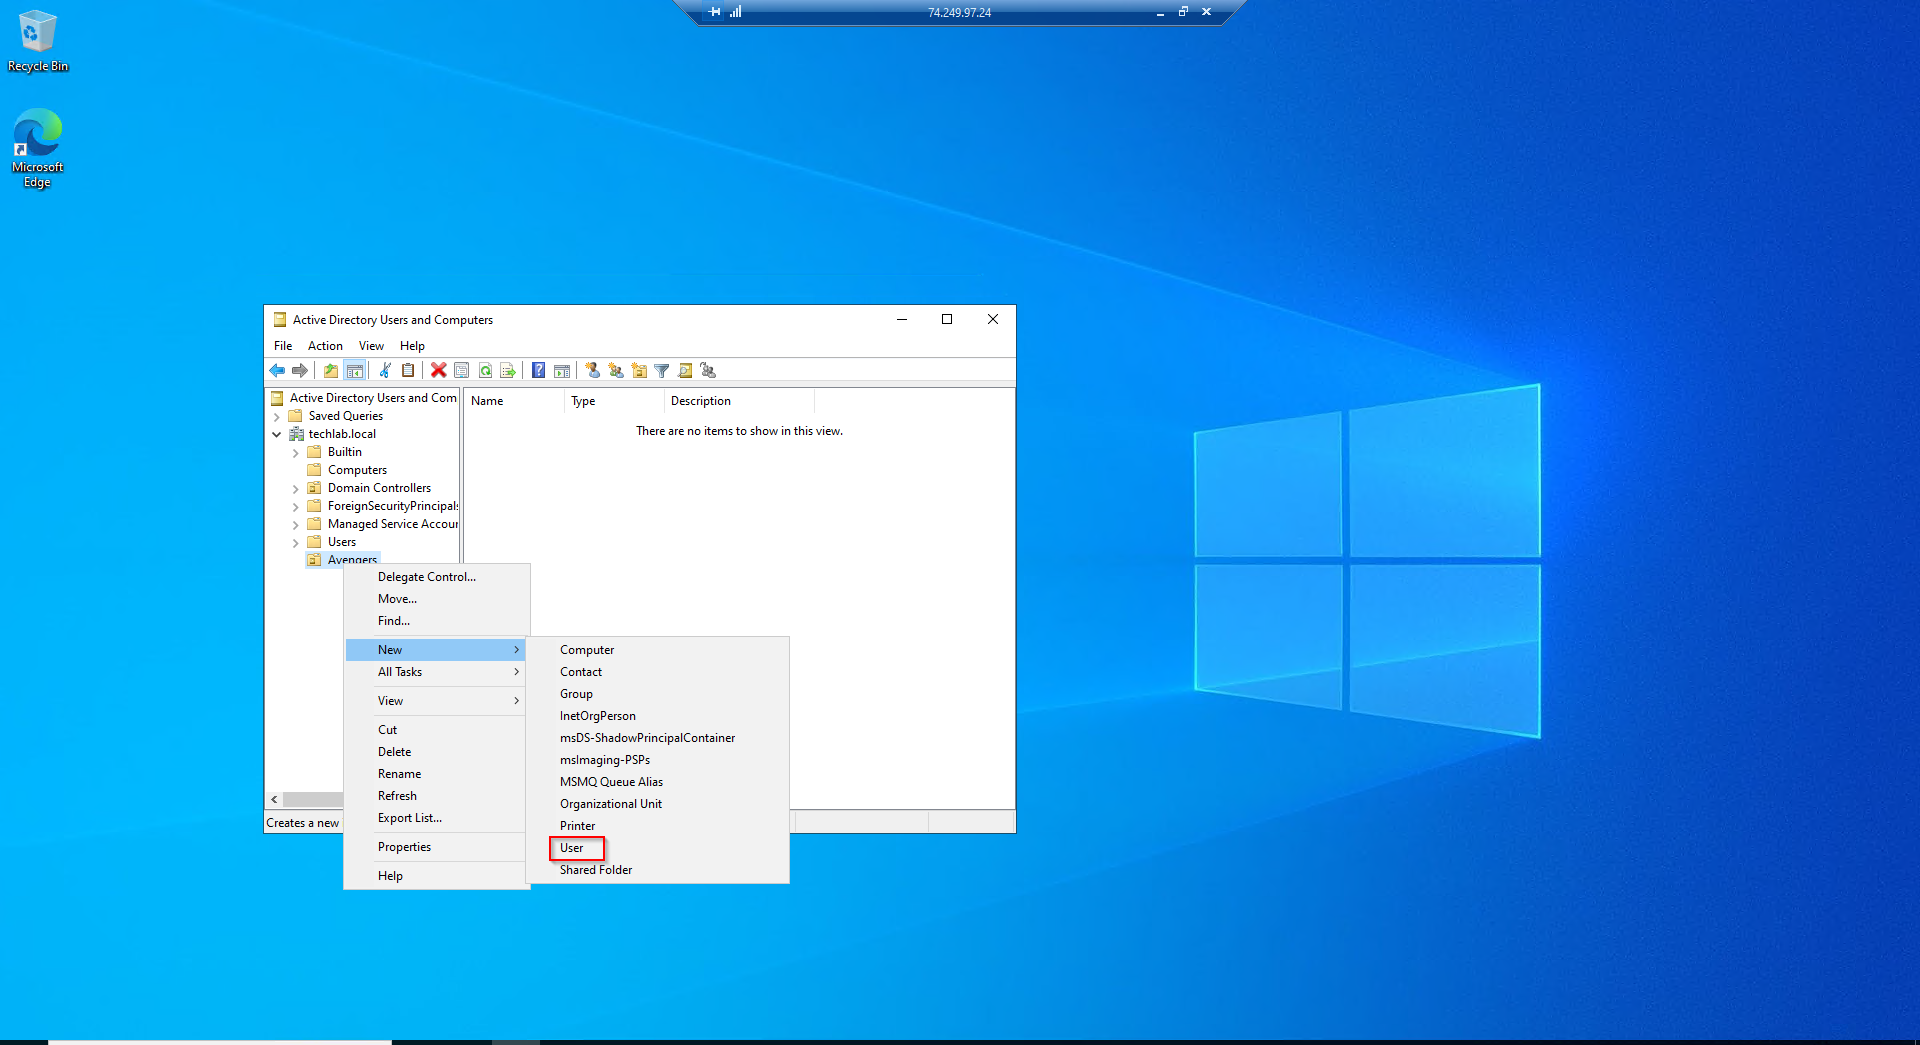 74.249.97.24
Recycle Bin
Microsoft
Edge
Active Directory Users and Computers
File Action View Help
Active Directory Users and Com
Saved Queries
techlab.local
Builtin
Computers
Domain Controllers
ForeignSecurityPrincipals
Managed Service Accour
Users
Avengers
Name Type Description
There are no items to show in this view.
Delegate Control...
Move...
Find...
New
All Tasks
View
Cut
Delete
Rename
Refresh
Export List...
Properties
Help
Computer
Contact
Group
InetOrgPerson
msDS-ShadowPrincipalContainer
msImaging-PSPs
MSMQ Queue Alias
Organizational Unit
Printer
User
Shared Folder
Creates a new